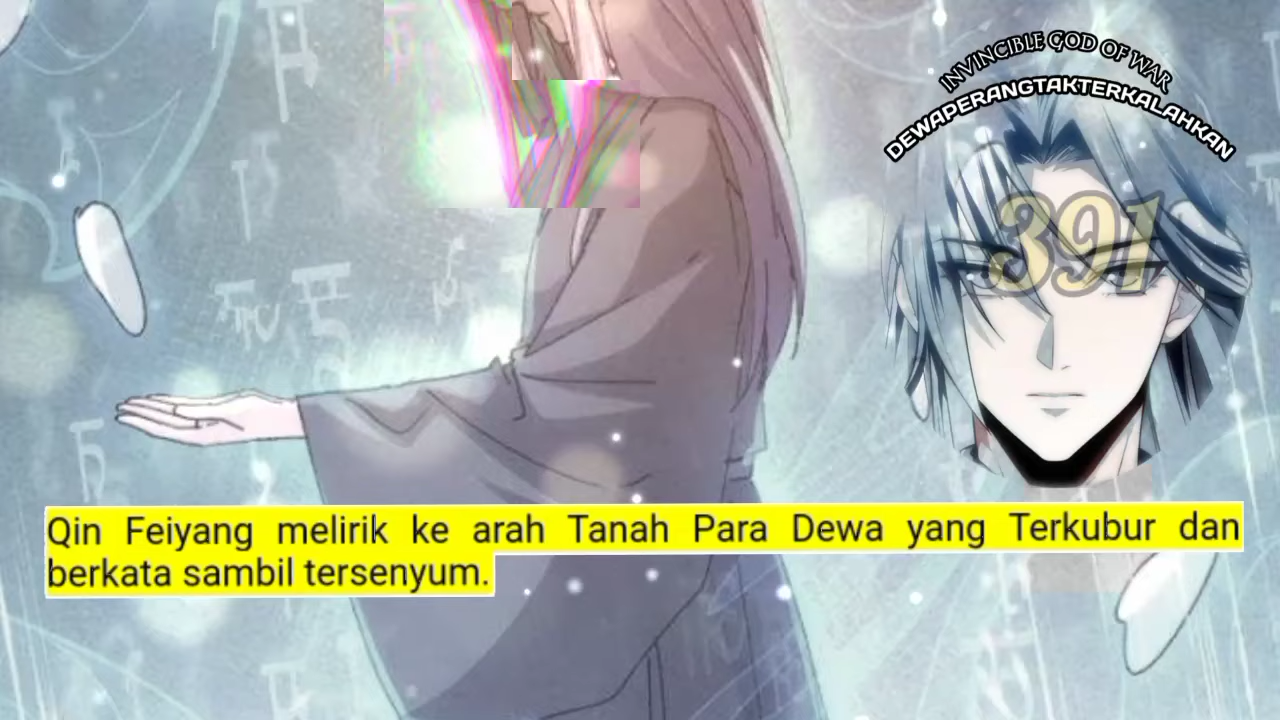 INVINCIBLE GOD OF WAR
DEWAPERANGTAKTERKALAHKAN
391
Qin Feiyang melirik ke arah Tanah Para Dewa yang Terkubur dan
berkata sambil tersenyum.